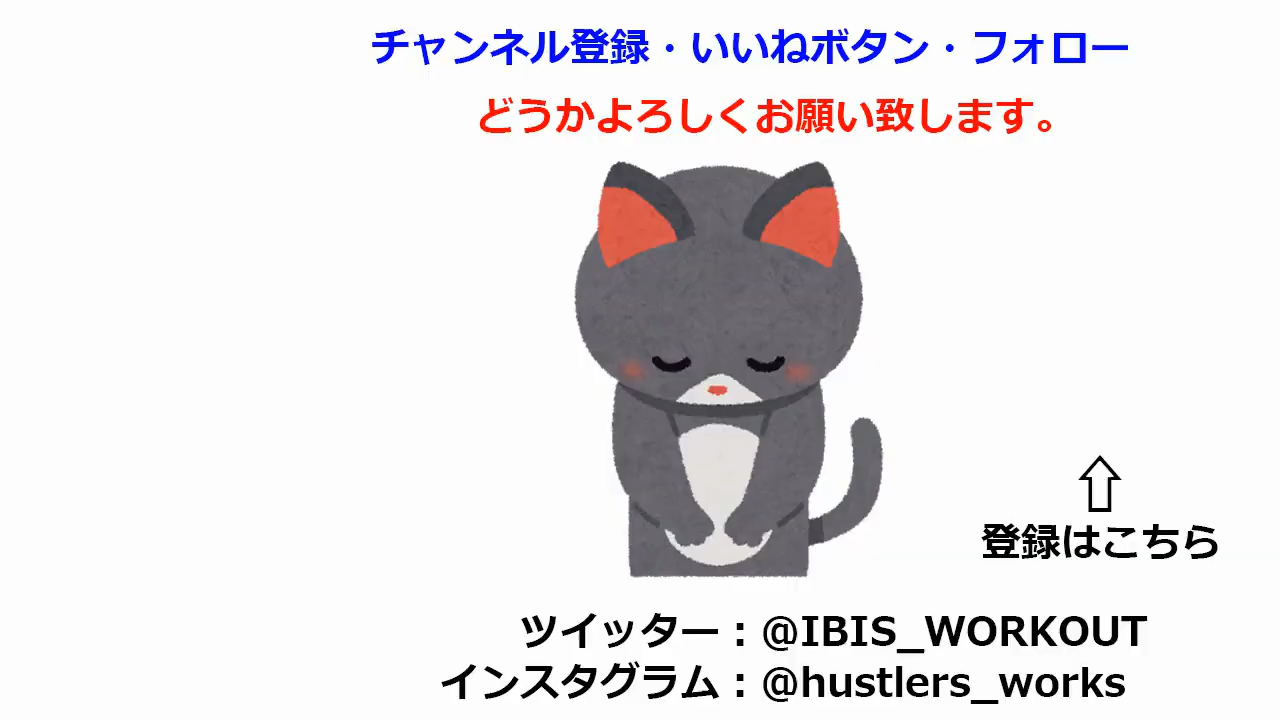 チャンネル登録・いいねボタン・フォロー
どうかよろしくお願い致します。
登録はこちら
ツイッター：@IBIS_WORKOUT
インスタグラム：@hustlers_works